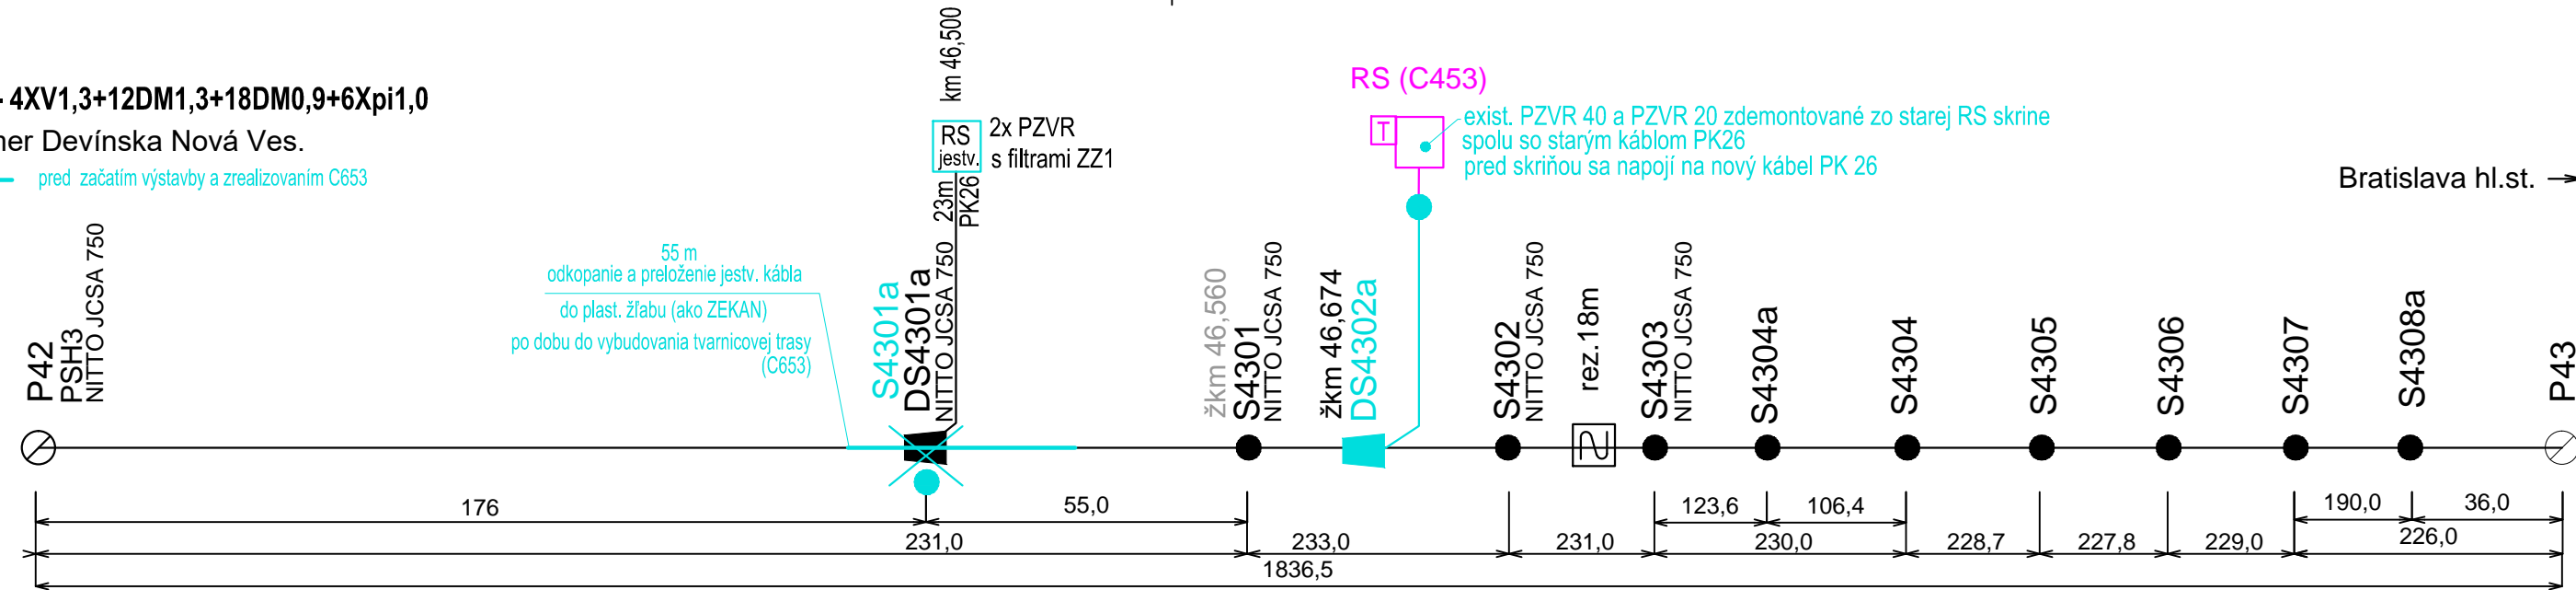 4XV1,3+12DM1,3+18DM0,9+6Xpi1,0
Devínska Nová Ves.
pred začatím výstavby a zrealizovaním C653
km 46,500
RS
jestv.
2x PZVR
s filtrami ZZ1
23m
PK26
RS (C453)
T
exist. PZVR 40 a PZVR 20 zdemontované zo starej RS skrine
spolu so starým káblom PK26
pred skriňou sa napojí na nový kábel PK 26
Bratislava hl.st.
55 m
odkopanie a preloženie jestv. kábla
do plast. žľabu (ako ZEKAN)
po dobu do vybudovania tvarnicovej trasy
(C653)
P42
PSH3
NITTO JCSA 750
S4301a
DS4301a
NITTO JCSA 750
žkm 46,560
S4301
NITTO JCSA 750
žkm 46,674
DS4302a
S4302
NITTO JCSA 750
rez.18m
S4303
NITTO JCSA 750
S4304a
S4304
S4305
S4306
S4307
S4308a
P43
176
55,0
123,6
106,4
190,0
36,0
231,0
233,0
231,0
230,0
228,7
227,8
229,0
226,0
1836,5